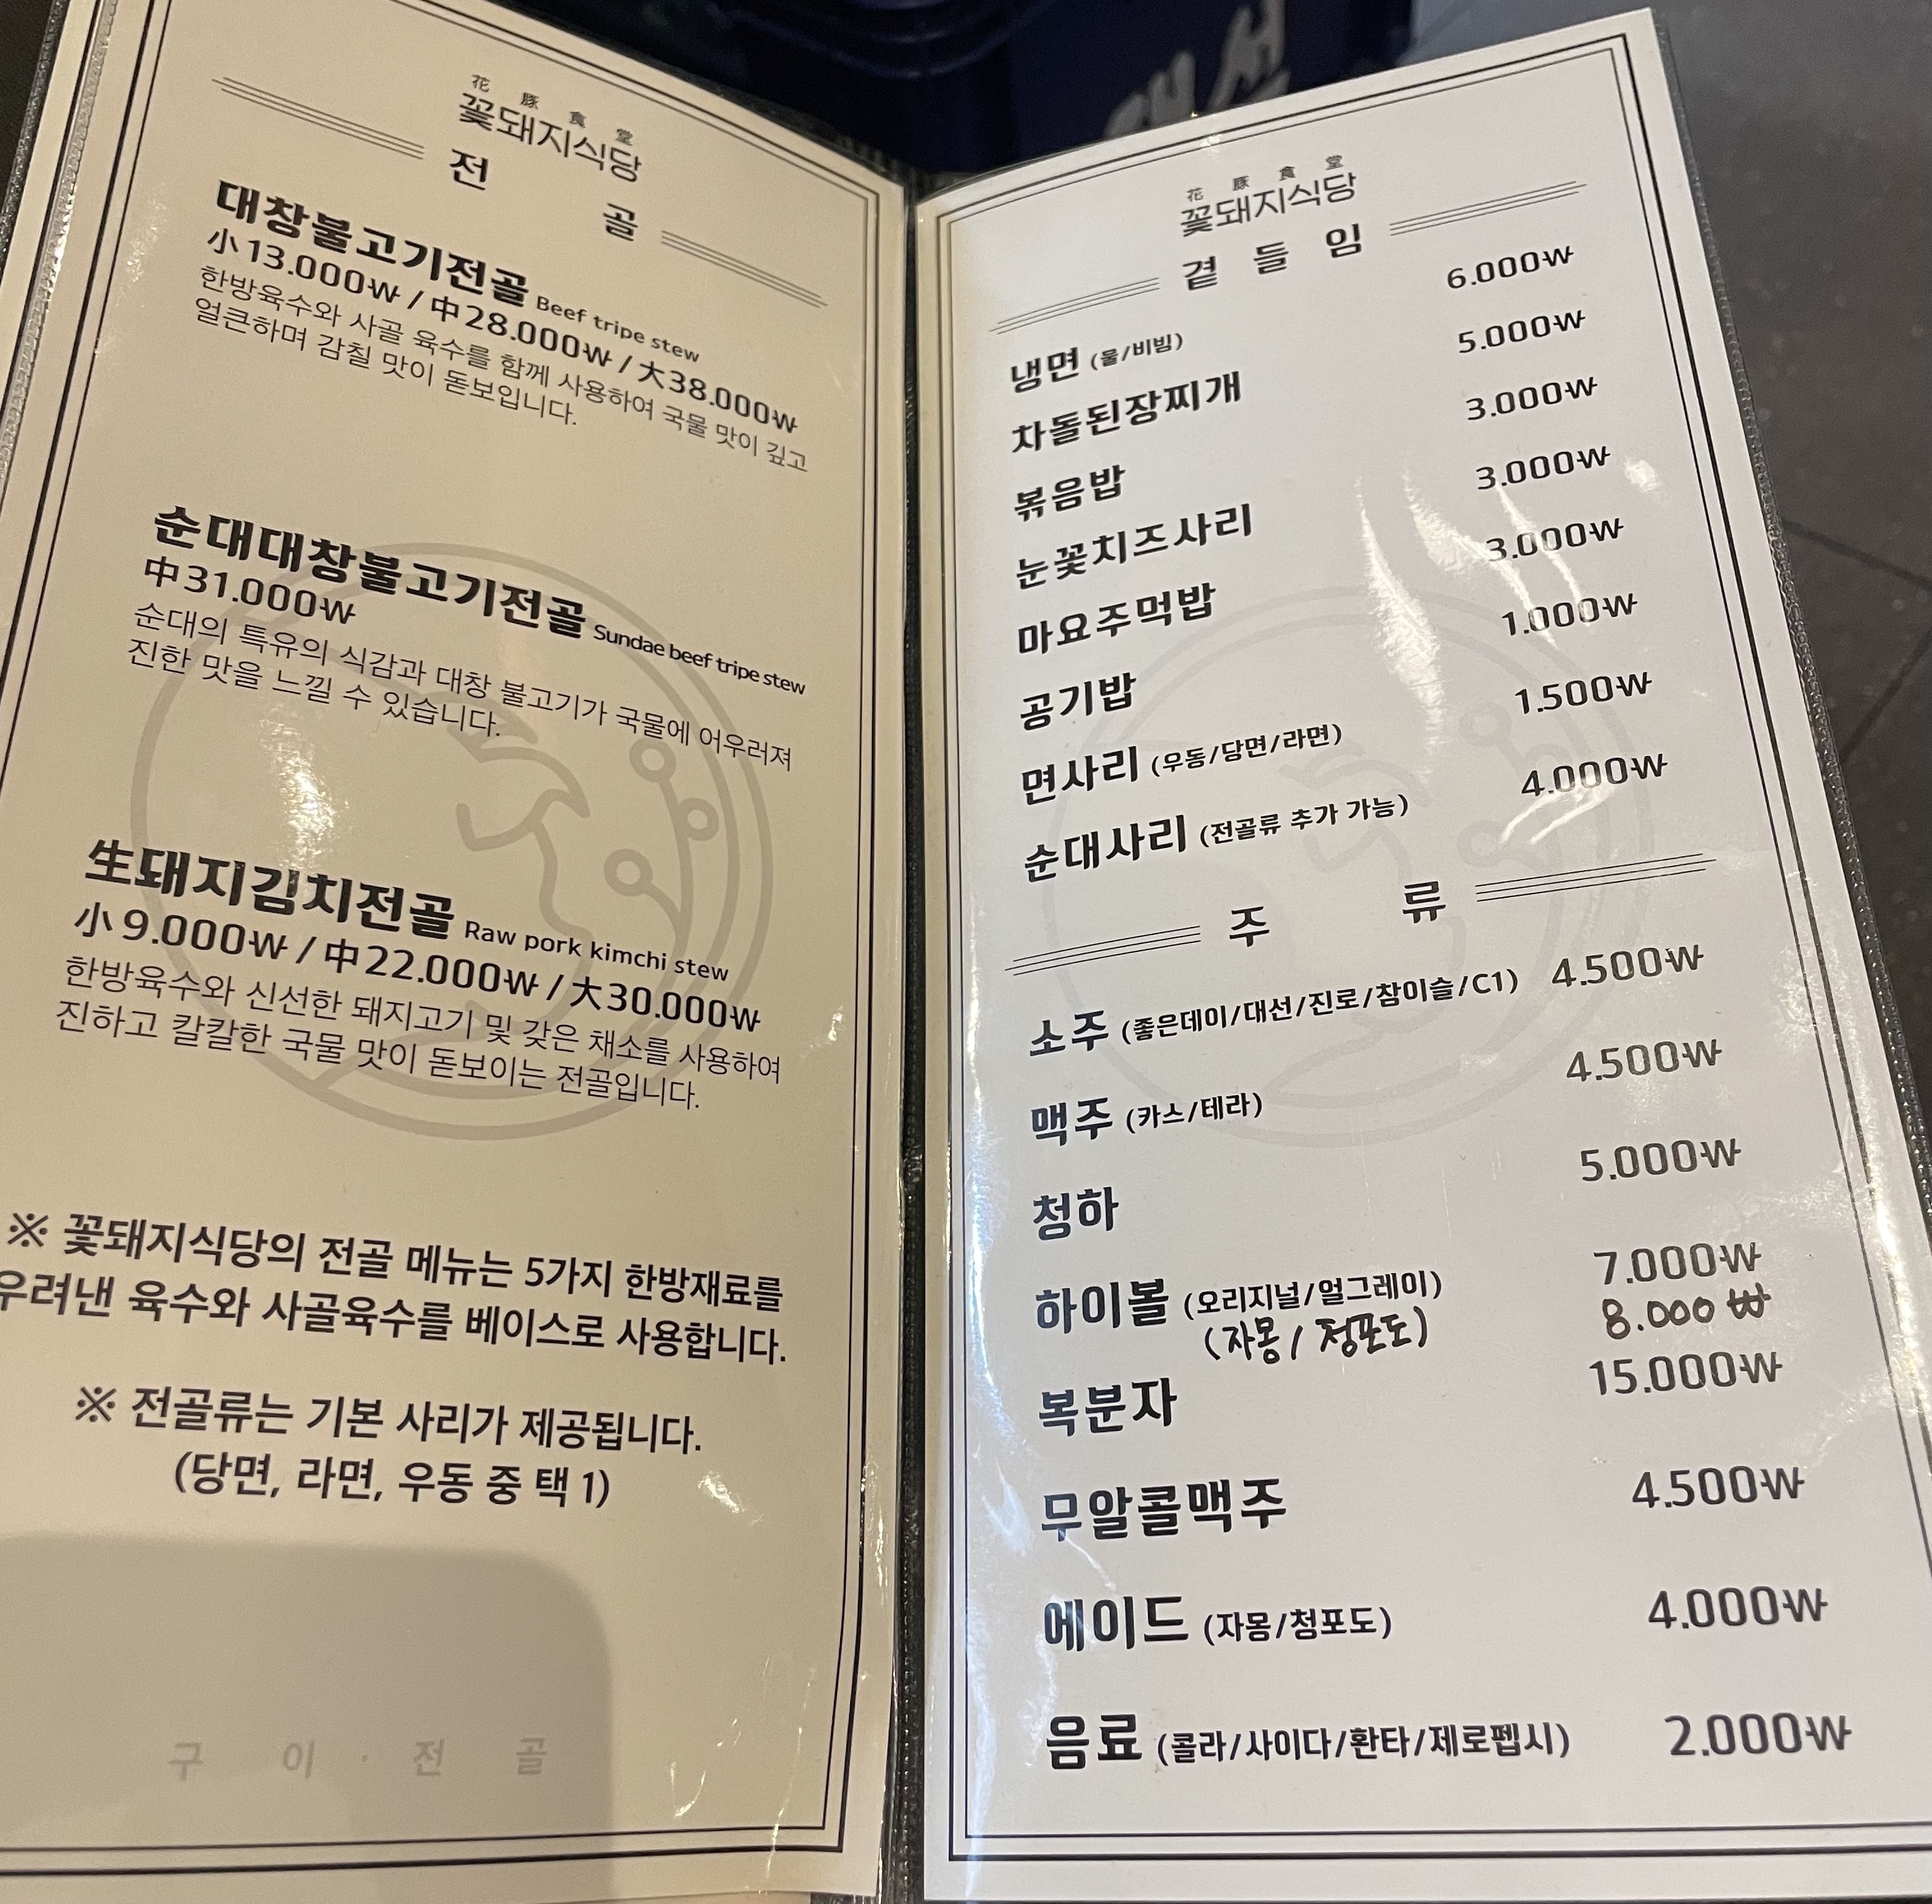 花豚食堂
꽃돼지식당
전 골
대창불고기전골 Beef tripe stew
小 13.000₩ / 中 28.000₩ / 大 38.000₩
한방육수와 사골 육수를 함께 사용하여 국물 맛이 깊고
얼큰하며 감칠 맛이 돋보입니다.
순대대창불고기전골 Sundae beef tripe stew
中 31.000₩
순대의 특유의 식감과 대창 불고기가 국물에 어우러져
진한 맛을 느낄 수 있습니다.
生돼지김치전골 Raw pork kimchi stew
小 9.000₩ / 中 22.000₩ / 大 30.000₩
한방육수와 신선한 돼지고기 및 갖은 채소를 사용하여
진하고 칼칼한 국물 맛이 돋보이는 전골입니다.
※ 꽃돼지식당의 전골 메뉴는 5가지 한방재료를
우려낸 육수와 사골육수를 베이스로 사용합니다.
※ 전골류는 기본 사리가 제공됩니다.
(당면, 라면, 우동 중 택 1)
구 이 · 전 골
花豚食堂
꽃돼지식당
곁 들 임
냉면 (물/비빔) 6.000₩
차돌된장찌개 5.000₩
볶음밥 3.000₩
눈꽃치즈사리 3.000₩
마요주먹밥 3.000₩
공기밥 1.000₩
면사리 (우동/당면/라면) 1.500₩
순대사리 (전골류 추가 가능) 4.000₩
주 류
소주 (좋은데이/대선/진로/참이슬/C1) 4.500₩
맥주 (카스/테라) 4.500₩
청하 5.000₩
하이볼 (오리지널/얼그레이) 7.000₩
(자몽 / 청포도) 8.000 ₩
복분자 15.000₩
무알콜맥주 4.500₩
에이드 (자몽/청포도) 4.000₩
음료 (콜라/사이다/환타/제로펩시) 2.000₩